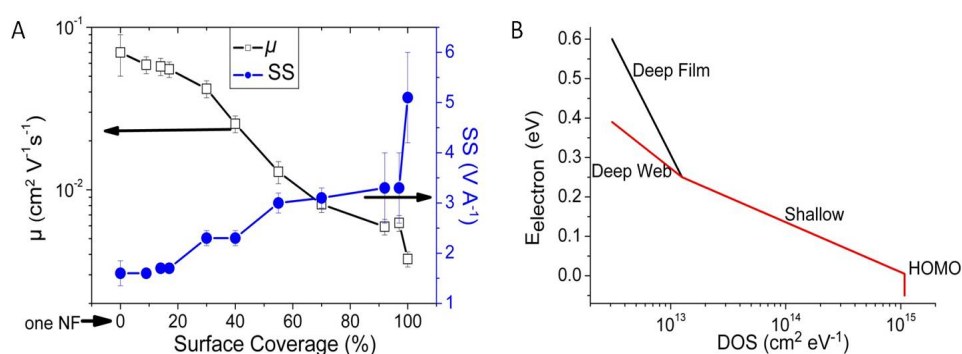 A
10⁻¹
10⁻²
μ (cm² V⁻¹s⁻¹)
μ
SS
6
5
4
3
2
1
SS (V A⁻¹)
one NF
0 20 40 60 80 100
Surface Coverage (%)
B
0.6
0.5
0.4
0.3
0.2
0.1
0.0
E_electron (eV)
Deep Film
Deep Web
Shallow
HOMO
10¹³ 10¹⁴ 10¹⁵
DOS (cm² eV⁻¹)